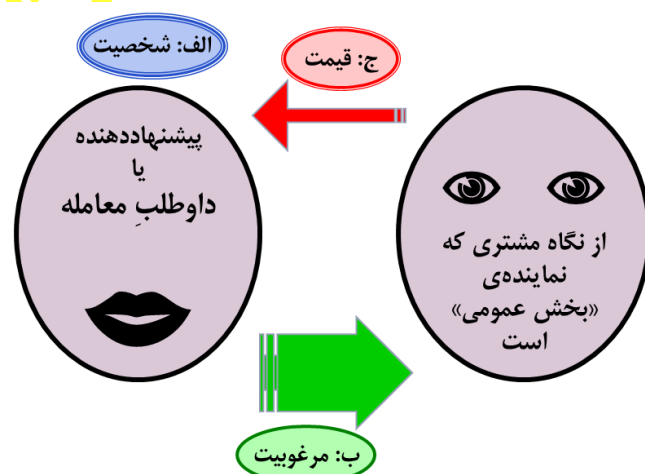 الف: شخصیت
ج: قیمت
پیشنهاددهنده
یا
داوطلبِ معامله
از نگاه مشتری که
نماینده‌ی
«بخش عمومی»
است
ب: مرغوبیت